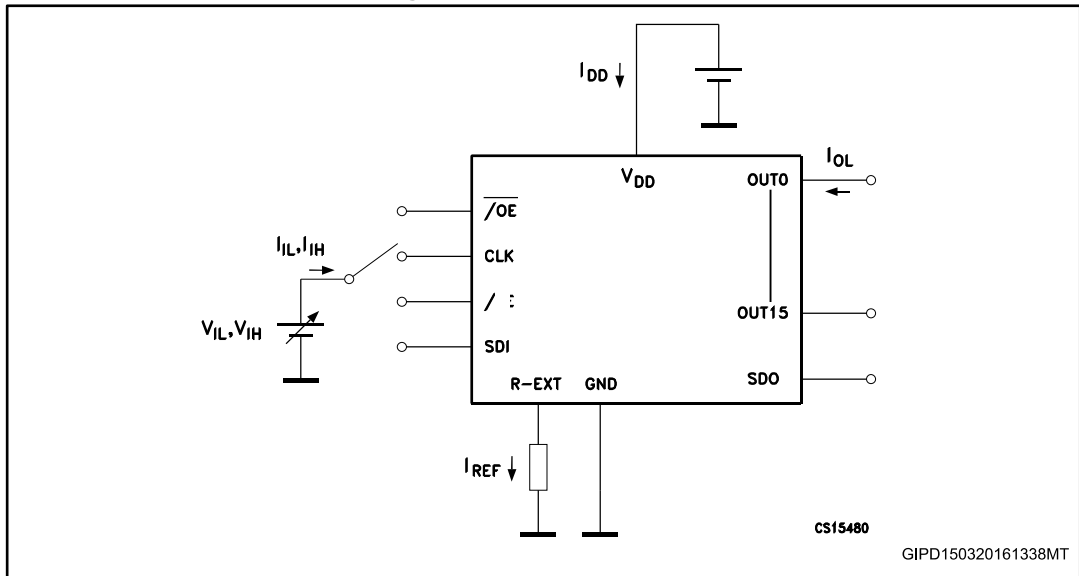 I_DD
V_DD
OUT0
I_OL
/OE
I_IL,I_IH
CLK
OUT15
V_IL,V_IH
SDI
SDO
R-EXT
GND
I_REF
CS15480
GIPD150320161338MT